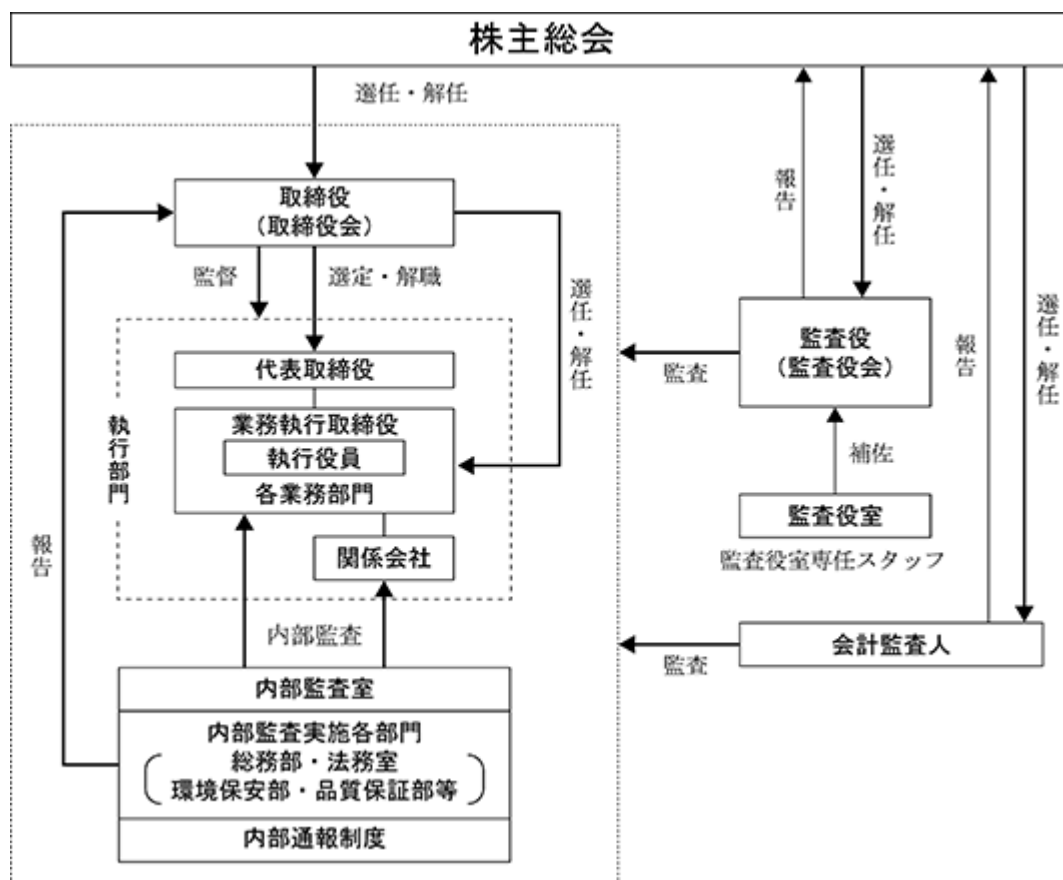 株主総会
選任・解任
取締役
(取締役会)
監督
選定・解職
選任・解任
代表取締役
業務執行取締役
執行役員
各業務部門
関係会社
執行部門
報告
内部監査
内部監査室
内部監査実施各部門
総務部・法務室
環境保安部・品質保証部等
内部通報制度
報告
選任・解任
監査役
(監査役会)
監査
補佐
監査役室
監査役室専任スタッフ
報告
選任・解任
会計監査人
監査